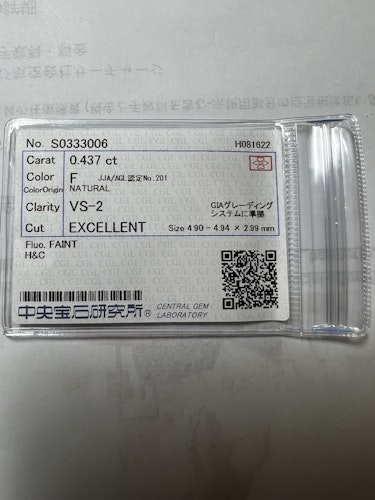 No. S0333006 H081622
Carat 0.437 ct
Color F JJA/AGL認定No.201
ColorOrigin NATURAL
Clarity VS-2 GIAグレーディング
システムに準拠
Cut EXCELLENT Size 4.90 - 4.94 × 2.99 mm
Fluo. FAINT
H&C
中央宝石研究所® CENTRAL GEM
LABORATORY